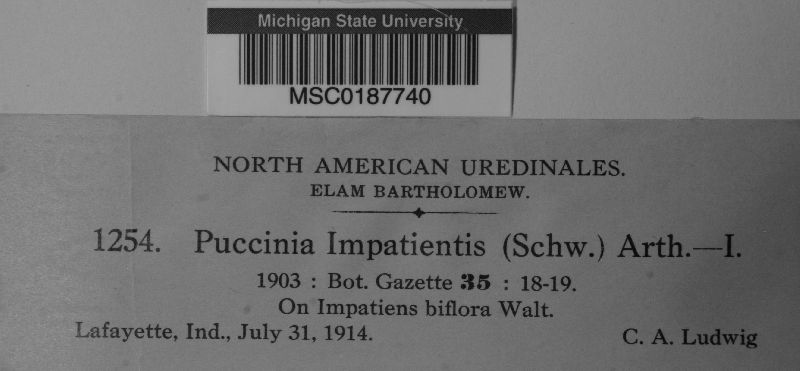 Michigan State University
MSC0187740
NORTH AMERICAN UREDINALES.
ELAM BARTHOLOMEW.
1254. Puccinia Impatientis (Schw.) Arth.—I.
1903 : Bot. Gazette 35 : 18-19.
On Impatiens biflora Walt.
Lafayette, Ind., July 31, 1914. C. A. Ludwig